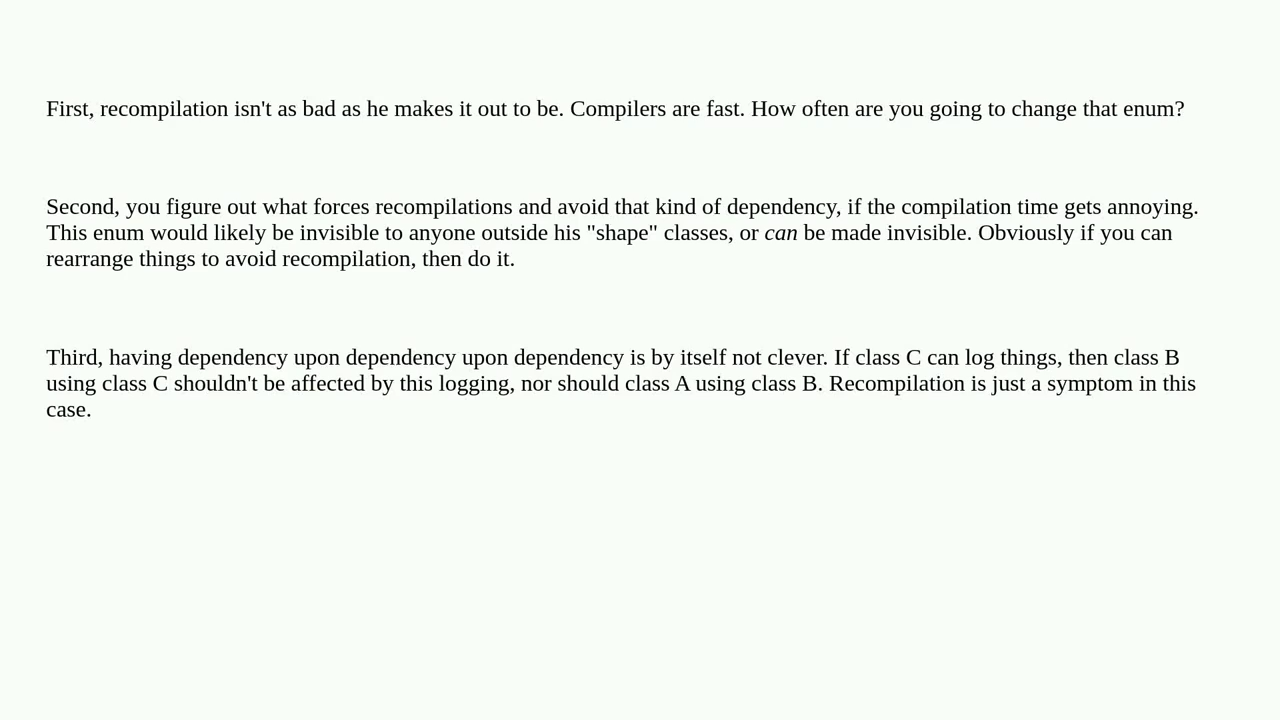 First, recompilation isn't as bad as he makes it out to be. Compilers are fast. How often are you going to change that enum?
Second, you figure out what forces recompilations and avoid that kind of dependency, if the compilation time gets annoying.
This enum would likely be invisible to anyone outside his "shape" classes, or can be made invisible. Obviously if you can
rearrange things to avoid recompilation, then do it.
Third, having dependency upon dependency upon dependency is by itself not clever. If class C can log things, then class B
using class C shouldn't be affected by this logging, nor should class A using class B. Recompilation is just a symptom in this
case.